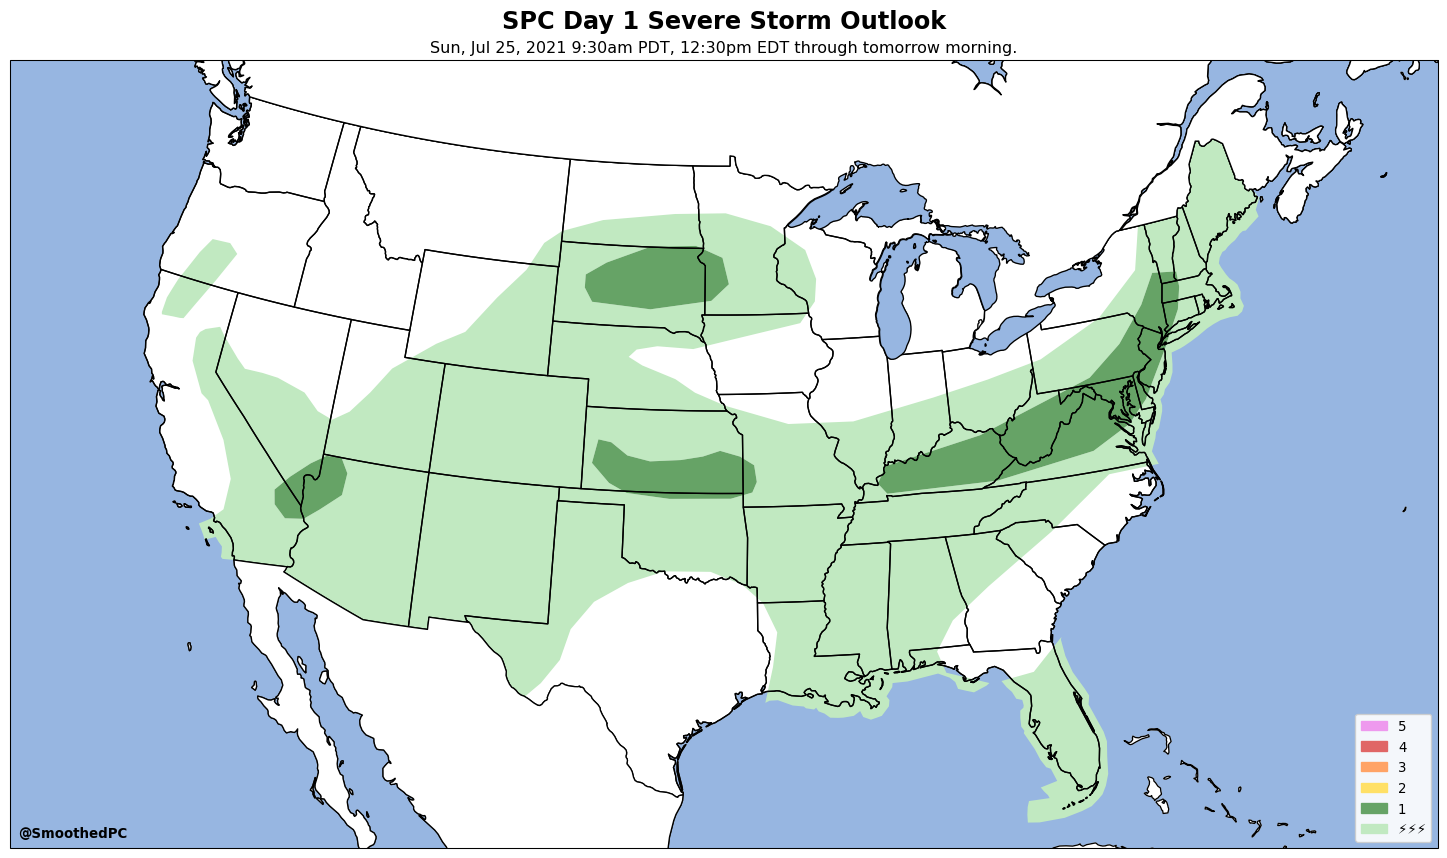 SPC Day 1 Severe Storm Outlook
Sun, Jul 25, 2021 9:30am PDT, 12:30pm EDT through tomorrow morning.
5
4
3
2
1
⚡⚡⚡
@SmoothedPC